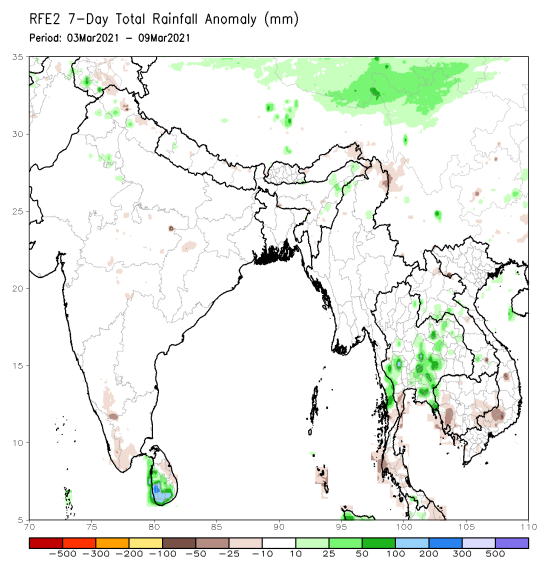 RFE2 7-Day Total Rainfall Anomaly (mm)
Period: 03Mar2021 - 09Mar2021
35
30
25
20
15
10
5
70 75 80 85 90 95 100 105 110
-500 -300 -200 -100 -50 -25 -10 10 25 50 100 200 300 500